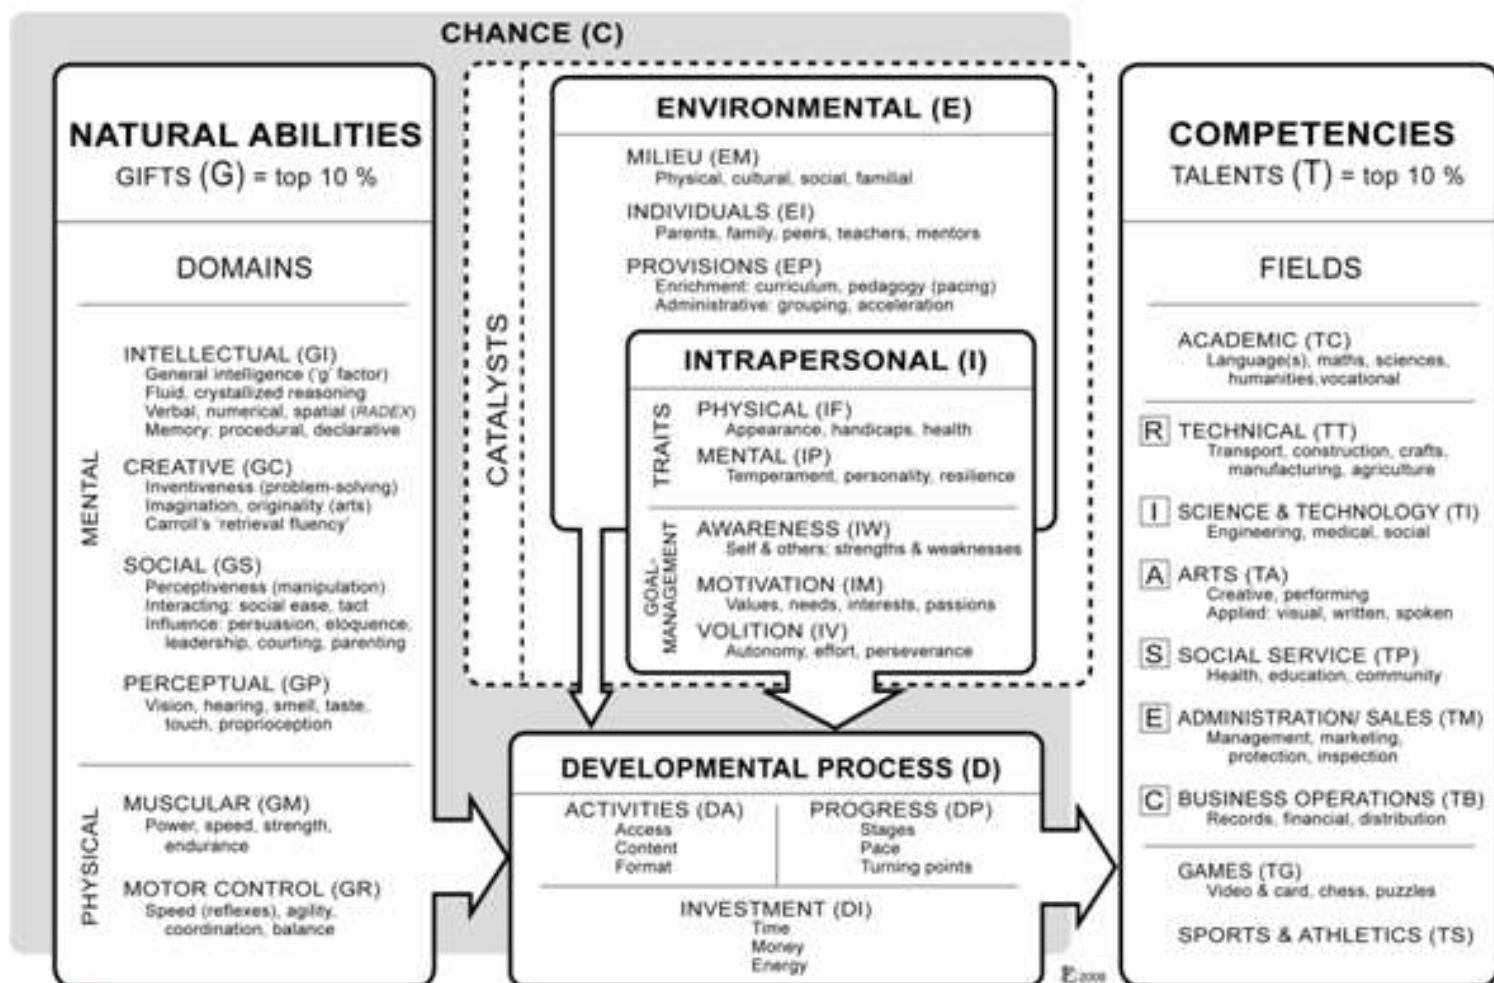 CHANCE (C)
NATURAL ABILITIES
GIFTS (G) = top 10 %
DOMAINS
MENTAL
INTELLECTUAL (GI)
General intelligence ('g' factor)
Fluid, crystallized reasoning
Verbal, numerical, spatial (RADEX)
Memory: procedural, declarative
CREATIVE (GC)
Inventiveness (problem-solving)
Imagination, originality (arts)
Carroll's 'retrieval fluency'
SOCIAL (GS)
Perceptiveness (manipulation)
Interacting: social ease, tact
Influence: persuasion, eloquence,
leadership, courting, parenting
PERCEPTUAL (GP)
Vision, hearing, smell, taste,
touch, proprioception
PHYSICAL
MUSCULAR (GM)
Power, speed, strength,
endurance
MOTOR CONTROL (GR)
Speed (reflexes), agility,
coordination, balance
CATALYSTS
ENVIRONMENTAL (E)
MILIEU (EM)
Physical, cultural, social, familial
INDIVIDUALS (EI)
Parents, family, peers, teachers, mentors
PROVISIONS (EP)
Enrichment: curriculum, pedagogy (pacing)
Administrative: grouping, acceleration
INTRAPERSONAL (I)
TRAITS
PHYSICAL (IF)
Appearance, handicaps, health
MENTAL (IP)
Temperament, personality, resilience
GOAL-
MANAGEMENT
AWARENESS (IW)
Self & others; strengths & weaknesses
MOTIVATION (IM)
Values, needs, interests, passions
VOLITION (IV)
Autonomy, effort, perseverance
DEVELOPMENTAL PROCESS (D)
ACTIVITIES (DA)
Access
Content
Format
PROGRESS (DP)
Stages
Pace
Turning points
INVESTMENT (DI)
Time
Money
Energy
2008
COMPETENCIES
TALENTS (T) = top 10 %
FIELDS
ACADEMIC (TC)
Language(s), maths, sciences,
humanities,vocational
R TECHNICAL (TT)
Transport, construction, crafts,
manufacturing, agriculture
I SCIENCE & TECHNOLOGY (TI)
Engineering, medical, social
A ARTS (TA)
Creative, performing
Applied: visual, written, spoken
S SOCIAL SERVICE (TP)
Health, education, community
E ADMINISTRATION/ SALES (TM)
Management, marketing,
protection, inspection
C BUSINESS OPERATIONS (TB)
Records, financial, distribution
GAMES (TG)
Video & card, chess, puzzles
SPORTS & ATHLETICS (TS)